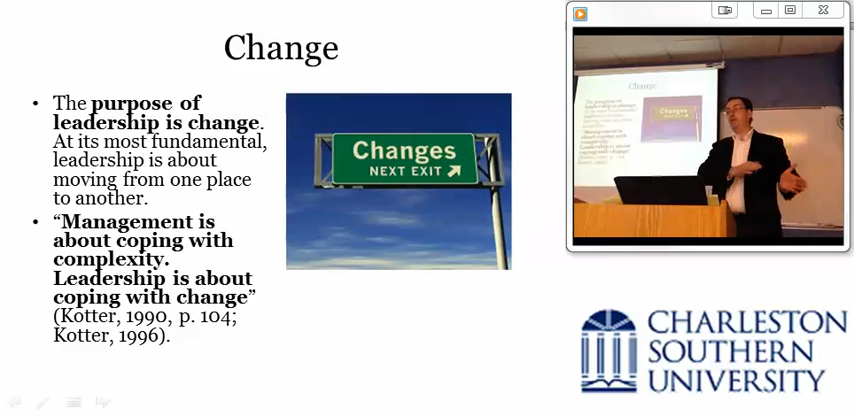 Change
• The purpose of
leadership is change.
At its most fundamental,
leadership is about
moving from one place
to another.
• “Management is
about coping with
complexity.
Leadership is about
coping with change”
(Kotter, 1990, p. 104;
Kotter, 1996).
Changes
NEXT EXIT
Change
CHARLESTON
SOUTHERN
UNIVERSITY